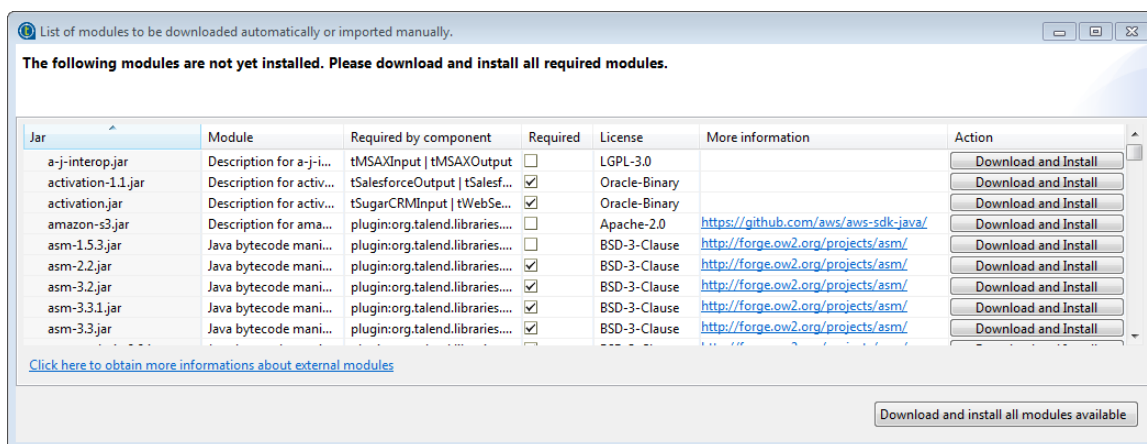 List of modules to be downloaded automatically or imported manually.
The following modules are not yet installed. Please download and install all required modules.
Jar Module Required by component Required License More information Action
a-j-interop.jar Description for a-j-i... tMSAXInput | tMSAXOutput LGPL-3.0 Download and Install
activation-1.1.jar Description for activ... tSalesforceOutput | tSalesf... Oracle-Binary Download and Install
activation.jar Description for activ... tSugarCRMInput | tWebSe... Oracle-Binary Download and Install
amazon-s3.jar Description for ama... plugin:org.talend.libraries.... Apache-2.0 https://github.com/aws/aws-sdk-java/ Download and Install
asm-1.5.3.jar Java bytecode mani... plugin:org.talend.libraries.... BSD-3-Clause http://forge.ow2.org/projects/asm/ Download and Install
asm-2.2.jar Java bytecode mani... plugin:org.talend.libraries.... BSD-3-Clause http://forge.ow2.org/projects/asm/ Download and Install
asm-3.2.jar Java bytecode mani... plugin:org.talend.libraries.... BSD-3-Clause http://forge.ow2.org/projects/asm/ Download and Install
asm-3.3.1.jar Java bytecode mani... plugin:org.talend.libraries.... BSD-3-Clause http://forge.ow2.org/projects/asm/ Download and Install
asm-3.3.jar Java bytecode mani... plugin:org.talend.libraries.... BSD-3-Clause http://forge.ow2.org/projects/asm/ Download and Install
Click here to obtain more informations about external modules
Download and install all modules available